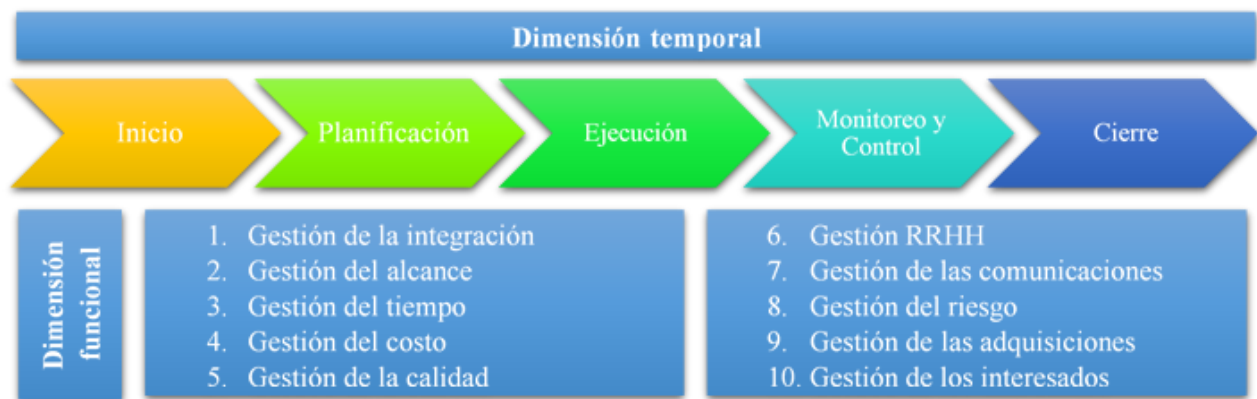 Dimensión temporal
Inicio
Planificación
Ejecución
Monitoreo y
Control
Cierre
Dimensión
funcional
1. Gestión de la integración
2. Gestión del alcance
3. Gestión del tiempo
4. Gestión del costo
5. Gestión de la calidad
6. Gestión RRHH
7. Gestión de las comunicaciones
8. Gestión del riesgo
9. Gestión de las adquisiciones
10. Gestión de los interesados